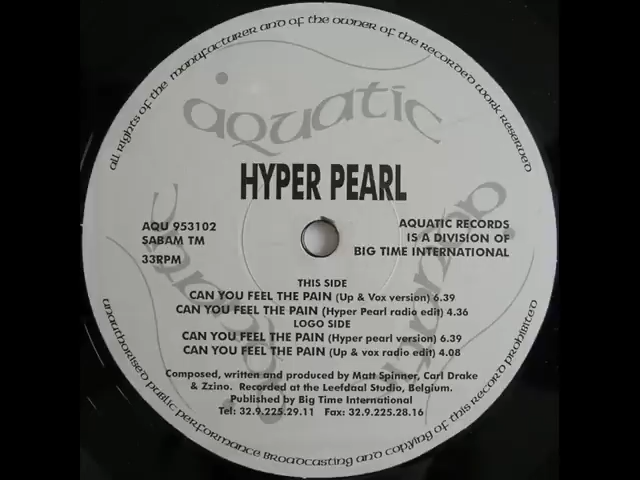 all rights of the manufacturer and of the owner of the recorded work reserved
aquatic
HYPER PEARL
AQU 953102
SABAM TM
33RPM
AQUATIC RECORDS
IS A DIVISION OF
BIG TIME INTERNATIONAL
THIS SIDE
CAN YOU FEEL THE PAIN (Up & Vox version) 6.39
CAN YOU FEEL THE PAIN (Hyper Pearl radio edit) 4.36
LOGO SIDE
CAN YOU FEEL THE PAIN (Hyper pearl version) 6.39
CAN YOU FEEL THE PAIN (Up & vox radio edit) 4.08
Composed, written and produced by Matt Spinner, Carl Drake
& Zzino. Recorded at the Leefdaal Studio, Belgium.
Published by Big Time International
Tel: 32.9.225.29.11 Fax: 32.9.225.28.16
unauthorised public performance broadcasting and copying of this record prohibited
aquatic
aquatic